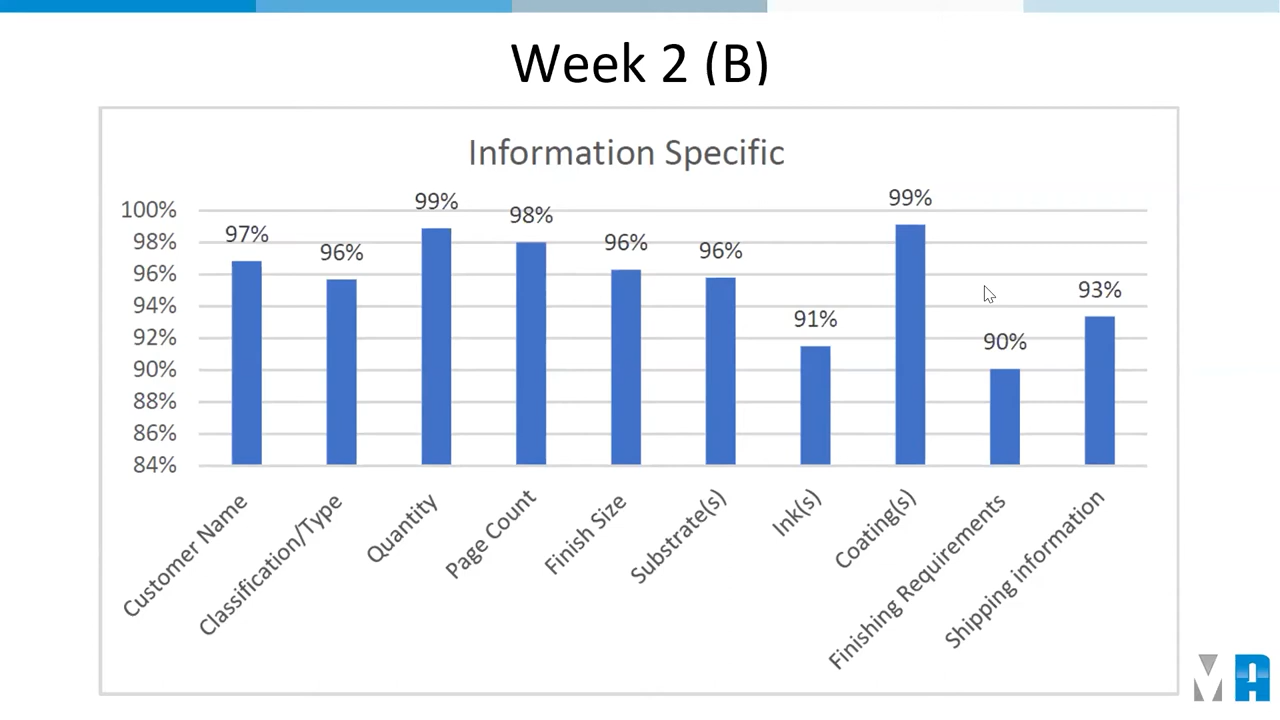 Week 2 (B)
Information Specific
100%
98%
96%
94%
92%
90%
88%
86%
84%
97%
96%
99%
98%
96%
96%
91%
99%
90%
93%
Customer Name
Classification/Type
Quantity
Page Count
Finish Size
Substrate(s)
Ink(s)
Coating(s)
Finishing Requirements
Shipping information
MA